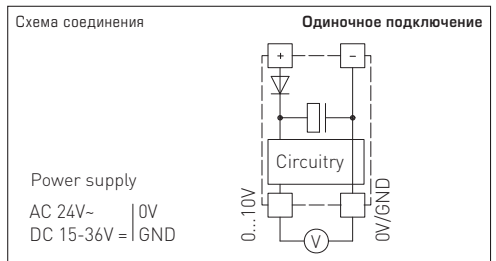 Схема соединения
Одиночное подключение
+ −
Circuitry
Power supply
AC 24V~ 0V
DC 15-36V = GND
0...10V
0V/GND
V